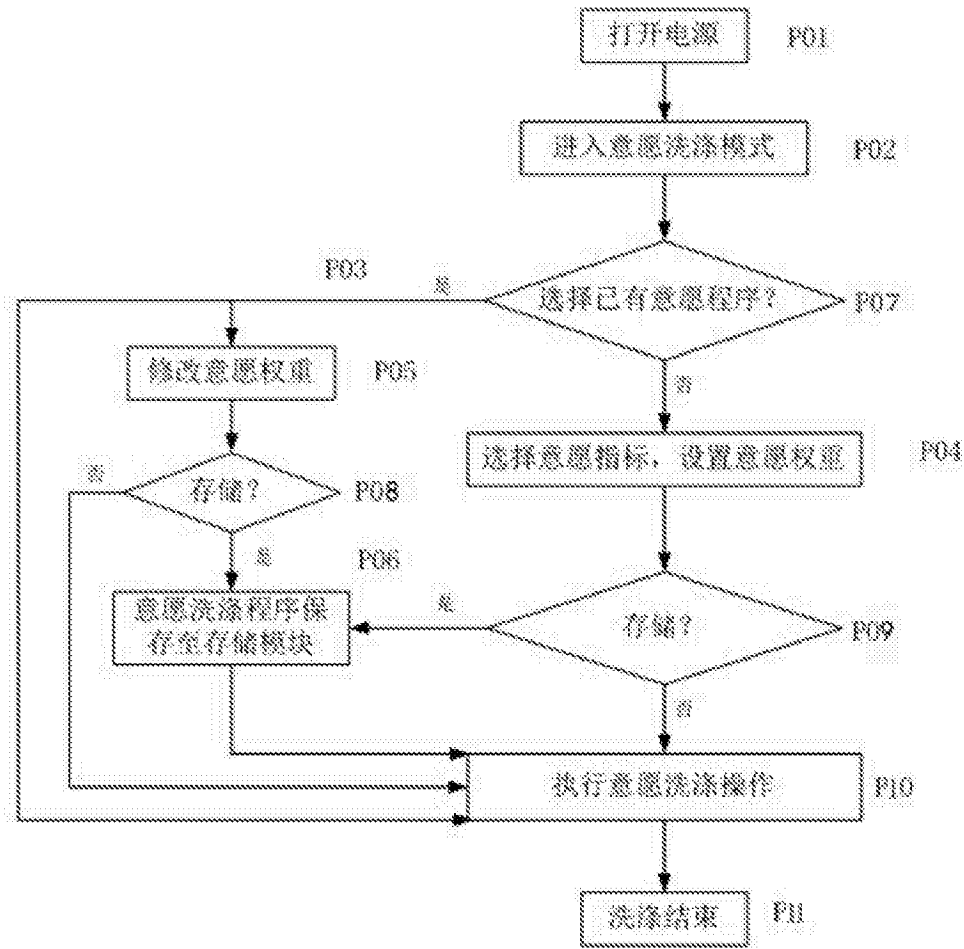 打开电源
P01
进入意愿洗涤模式
P02
P03
是
选择已有意愿程序？
P07
否
修改意愿权重
P05
选择意愿指标，设置意愿权重
P04
否
存储？
P08
是
P06
意愿洗涤程序保
存至存储模块
是
存储？
P09
否
执行意愿洗涤操作
P10
洗涤结束
P11